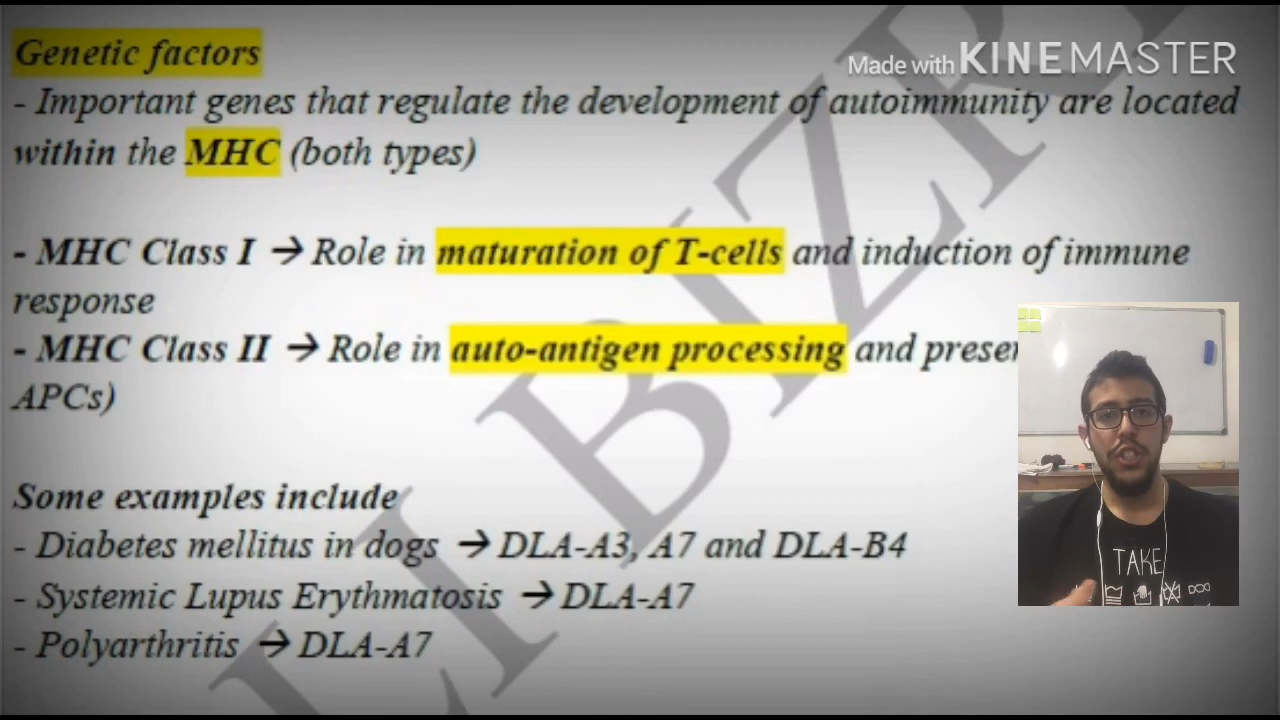 Genetic factors
Made with KINEMASTER
- Important genes that regulate the development of autoimmunity are located
within the MHC (both types)
- MHC Class I → Role in maturation of T-cells and induction of immune
response
- MHC Class II → Role in auto-antigen processing and presen
APCs)
Some examples include
- Diabetes mellitus in dogs → DLA-A3, A7 and DLA-B4
- Systemic Lupus Erythmatosis → DLA-A7
- Polyarthritis → DLA-A7
LI BIZRI
TAKE